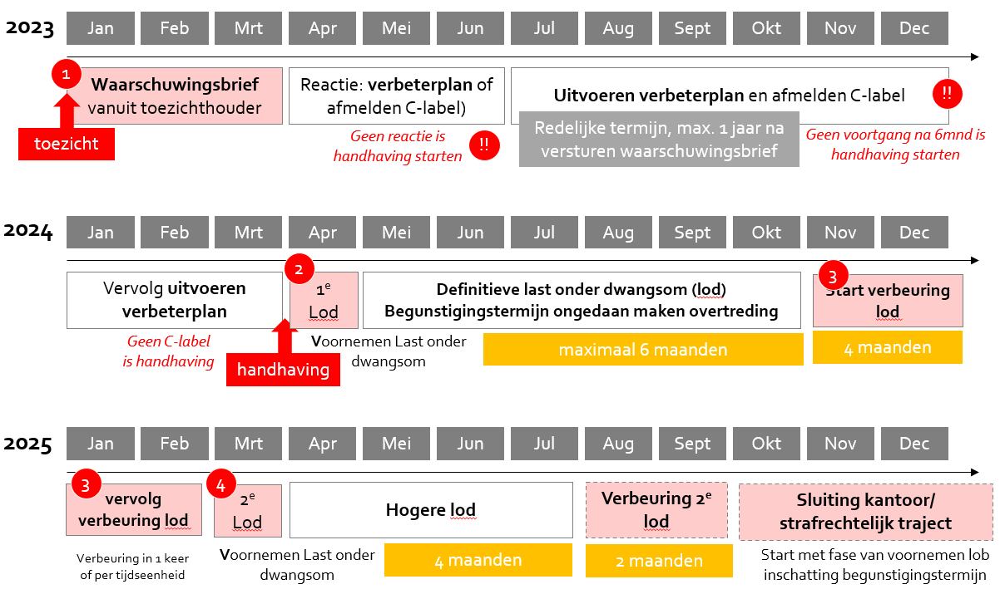 2023
Jan Feb Mrt Apr Mei Jun Jul Aug Sept Okt Nov Dec
1
Waarschuwingsbrief
vanuit toezichthouder
toezicht
Reactie: verbeterplan of
afmelden C-label)
Geen reactie is
handhaving starten
!!
Uitvoeren verbeterplan en afmelden C-label
!!
Redelijke termijn, max. 1 jaar na
versturen waarschuwingsbrief
Geen voortgang na 6mnd is
handhaving starten
2024
Jan Feb Mrt Apr Mei Jun Jul Aug Sept Okt Nov Dec
Vervolg uitvoeren
verbeterplan
Geen C-label
is handhaving
handhaving
2
1e
Lod
Voornemen Last onder
dwangsom
Definitieve last onder dwangsom (lod)
Begunstigingstermijn ongedaan maken overtreding
maximaal 6 maanden
3
Start verbeuring
lod
4 maanden
2025
Jan Feb Mrt Apr Mei Jun Jul Aug Sept Okt Nov Dec
3
vervolg
verbeuring lod
Verbeuring in 1 keer
of per tijdseenheid
4
2e
Lod
Voornemen Last onder
dwangsom
Hogere lod
4 maanden
Verbeuring 2e
lod
2 maanden
Sluiting kantoor/
strafrechtelijk traject
Start met fase van voornemen lob
inschatting begunstigingstermijn